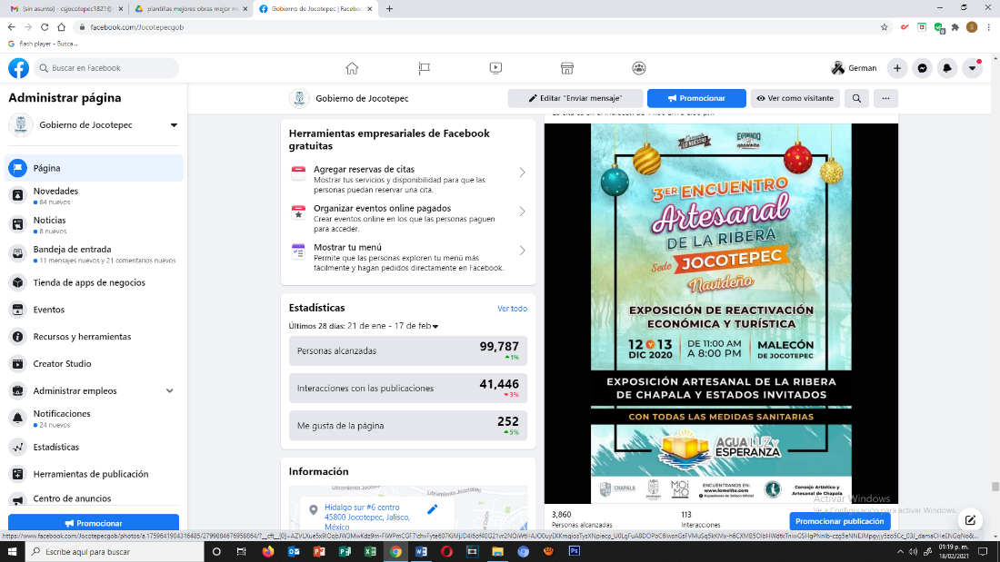 (sin asunto) - csjocotepec1821@
plantillas mejores obras mejor m
Gobierno de Jocotepec | Facebo
facebook.com/Jocotepecgob
flash player - Busca...
Buscar en Facebook
German
Administrar página
Gobierno de Jocotepec
Página
Novedades
84 nuevos
Noticias
8 nuevos
Bandeja de entrada
11 mensajes nuevos y 21 comentarios nuevos
Tienda de apps de negocios
Eventos
Recursos y herramientas
Creator Studio
Administrar empleos
Notificaciones
24 nuevos
Estadísticas
Herramientas de publicación
Centro de anuncios
Promocionar
Gobierno de Jocotepec
Editar "Enviar mensaje"
Promocionar
Ver como visitante
Herramientas empresariales de Facebook
gratuitas
Agregar reservas de citas
Mostrar tus servicios y disponibilidad para que las
personas puedan reservar una cita.
Organizar eventos online pagados
Crear eventos online en los que las personas paguen
para acceder.
Mostrar tu menú
Permite que las personas exploren tu menú más
fácilmente y hagan pedidos directamente en Facebook.
Estadísticas
Ver todo
Últimos 28 días: 21 de ene - 17 de feb
Personas alcanzadas
99,787
1%
Interacciones con las publicaciones
41,446
3%
Me gusta de la página
252
5%
Información
Libramiento Jocotepec
Hidalgo sur #6 centro
45800 Jocotepec, Jalisco,
México
3ER ENCUENTRO
Artesanal
DE LA RIBERA
Sede JOCOTEPEC
Navideño
EXPOSICIÓN DE REACTIVACIÓN
ECONÓMICA Y TURÍSTICA
12 Y 13
DIC 2020
DE 11:00 AM
A 8:00 PM
MALECÓN
DE JOCOTEPEC
EXPOSICIÓN ARTESANAL DE LA RIBERA
DE CHAPALA Y ESTADOS INVITADOS
CON TODAS LAS MEDIDAS SANITARIAS
AGUA LUZ Y
ESPERANZA
CHAPALA
ENCUÉNTRANOS EN:
www.iomelite.com
Consejo Artístico y
Artesanal de Chapala
3,860
Personas alcanzadas
113
Interacciones
Promocionar publicación
Activar Windows
Ve a Configuración para activar Windows.
Escribe aquí para buscar
01:19 p. m.
18/02/2021